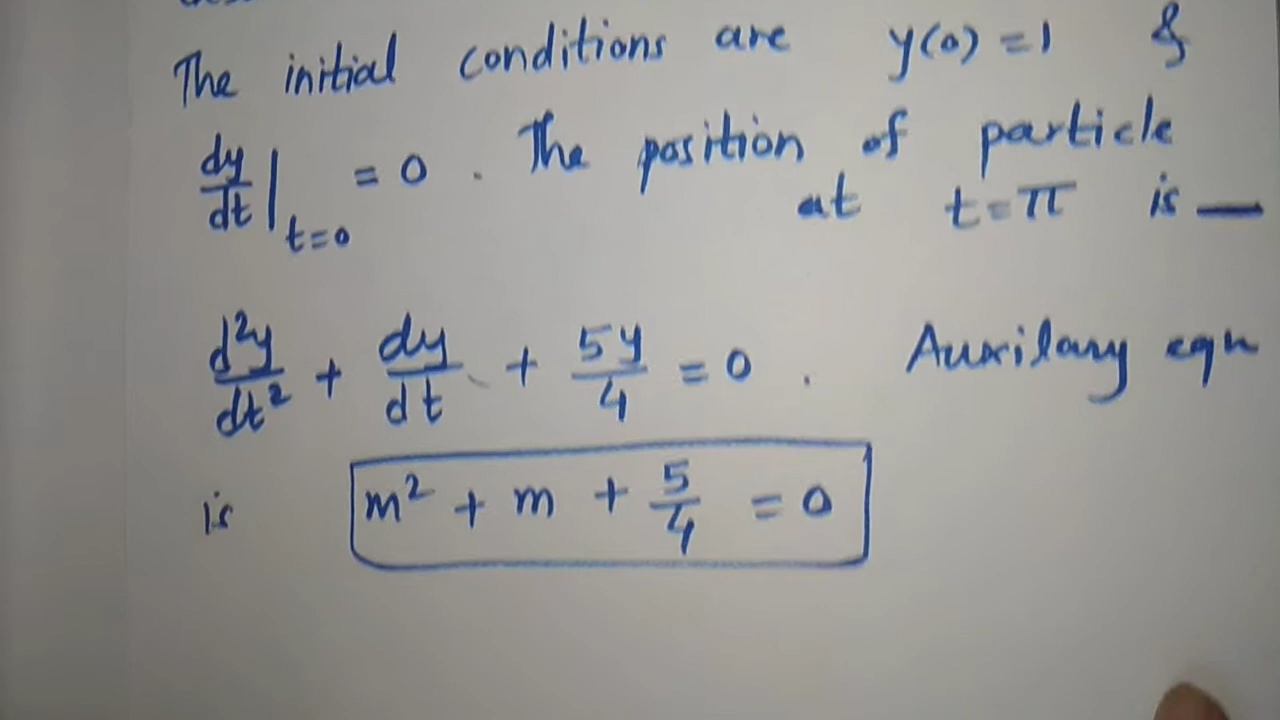 The initial conditions are y(0) = 1 &
dy/dt|t=0 = 0 . The position of particle
at t=π is —
d²y/dt² + dy/dt + 5y/4 = 0 . Auxilary eqn
is m² + m + 5/4 = 0